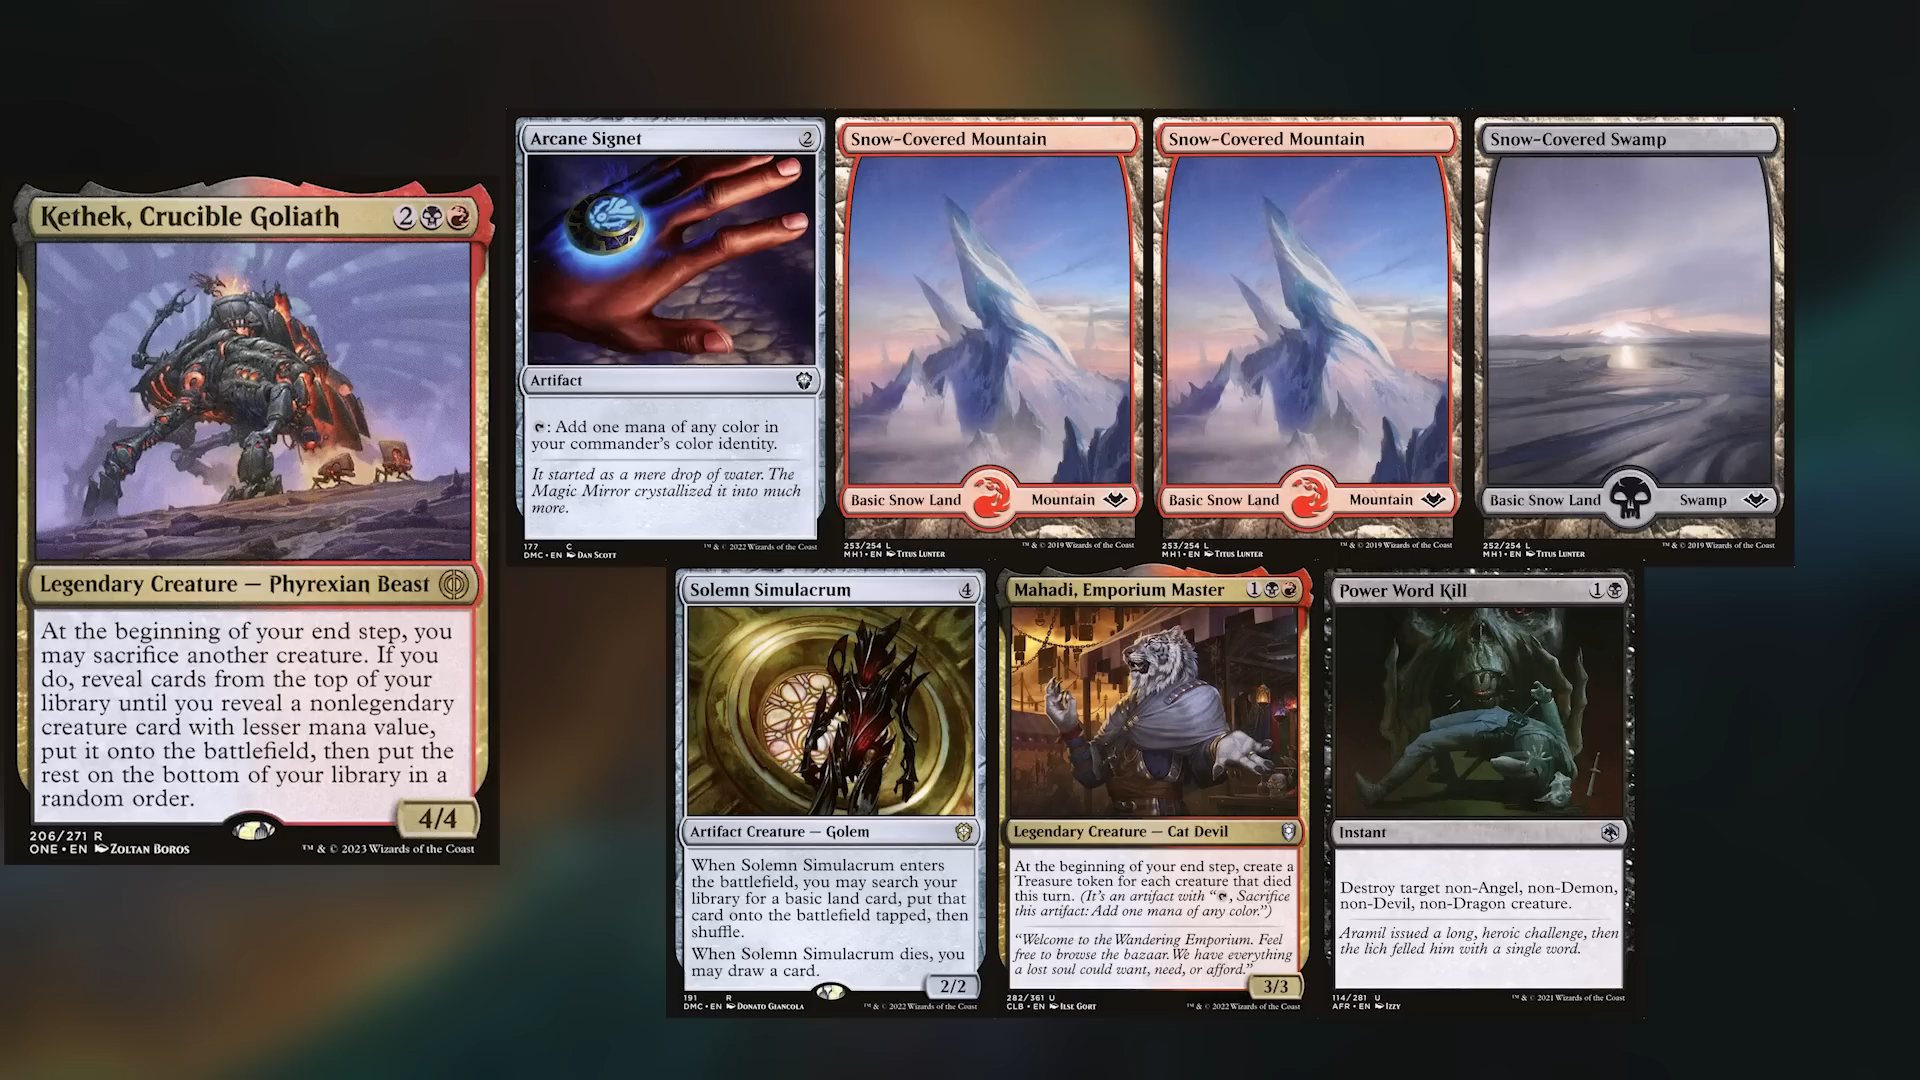 Kethek, Crucible Goliath 2
Legendary Creature — Phyrexian Beast
At the beginning of your end step, you
may sacrifice another creature. If you
do, reveal cards from the top of your
library until you reveal a nonlegendary
creature card with lesser mana value,
put it onto the battlefield, then put the
rest on the bottom of your library in a
random order.
4/4
206/271 R
ONE • EN ZOLTAN BOROS
™ & © 2023 Wizards of the Coast
Arcane Signet 2
Artifact
: Add one mana of any color in
your commander's color identity.
It started as a mere drop of water. The
Magic Mirror crystallized it into much
more.
177 C
DMC • EN DAN SCOTT
™ & © 2022 Wizards of the Coast
Snow-Covered Mountain
Basic Snow Land Mountain
253/254 L
MH1 • EN TITUS LUNTER
™ & © 2019 Wizards of the Coast
Snow-Covered Mountain
Basic Snow Land Mountain
253/254 L
MH1 • EN TITUS LUNTER
™ & © 2019 Wizards of the Coast
Snow-Covered Swamp
Basic Snow Land Swamp
252/254 L
MH1 • EN TITUS LUNTER
™ & © 2019 Wizards of the Coast
Solemn Simulacrum 4
Artifact Creature — Golem
When Solemn Simulacrum enters
the battlefield, you may search your
library for a basic land card, put that
card onto the battlefield tapped, then
shuffle.
When Solemn Simulacrum dies, you
may draw a card.
2/2
191 R
DMC • EN DONATO GIANCOLA
™ & © 2022 Wizards of the Coast
Mahadi, Emporium Master 1
Legendary Creature — Cat Devil
At the beginning of your end step, create a
Treasure token for each creature that died
this turn. (It's an artifact with “, Sacrifice
this artifact: Add one mana of any color.”)
“Welcome to the Wandering Emporium. Feel
free to browse the bazaar. We have everything
a lost soul could want, need, or afford.”
3/3
282/361 U
CLB • EN ILSE GORT
™ & © 2022 Wizards of the Coast
Power Word Kill 1
Instant
Destroy target non-Angel, non-Demon,
non-Devil, non-Dragon creature.
Aramil issued a long, heroic challenge, then
the lich felled him with a single word.
114/281 U
AFR • EN IZZY
™ & © 2021 Wizards of the Coast